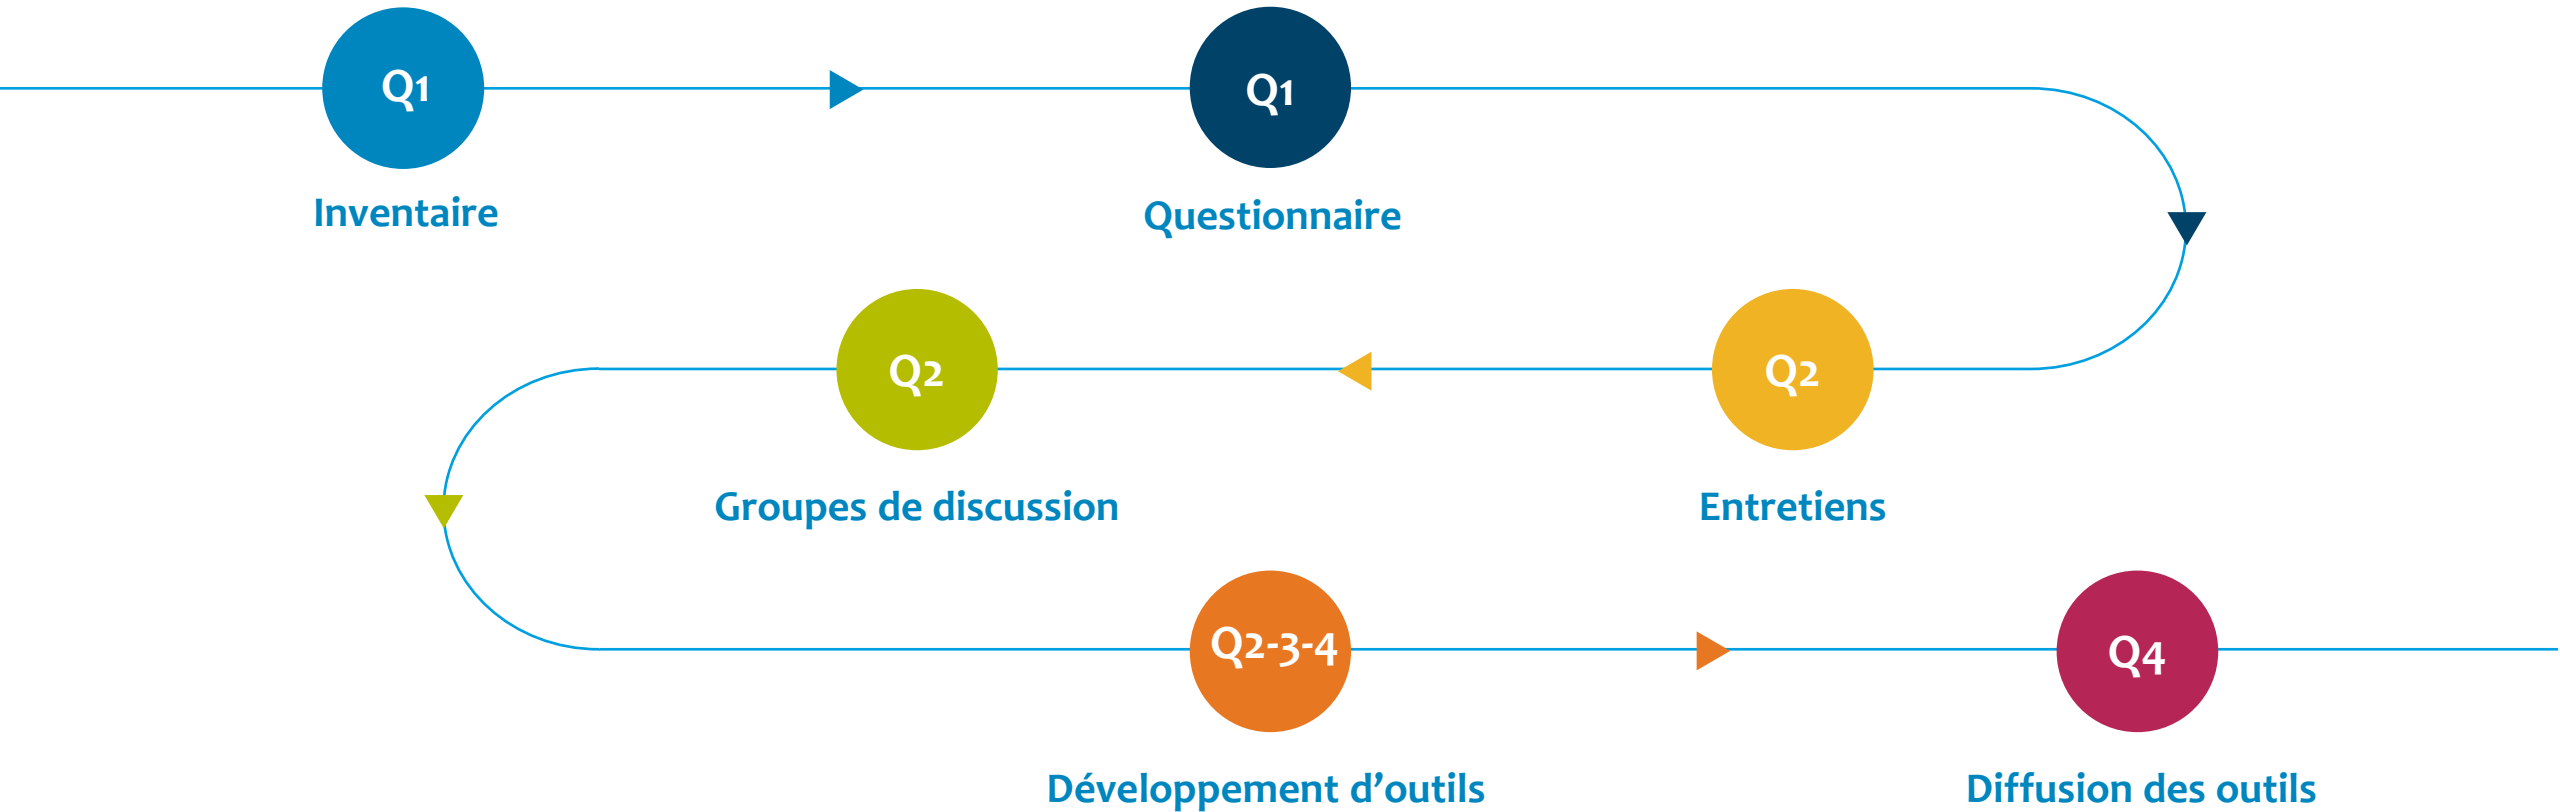 Q1
Inventaire
Q1
Questionnaire
Q2
Groupes de discussion
Q2
Entretiens
Q2-3-4
Développement d’outils
Q4
Diffusion des outils